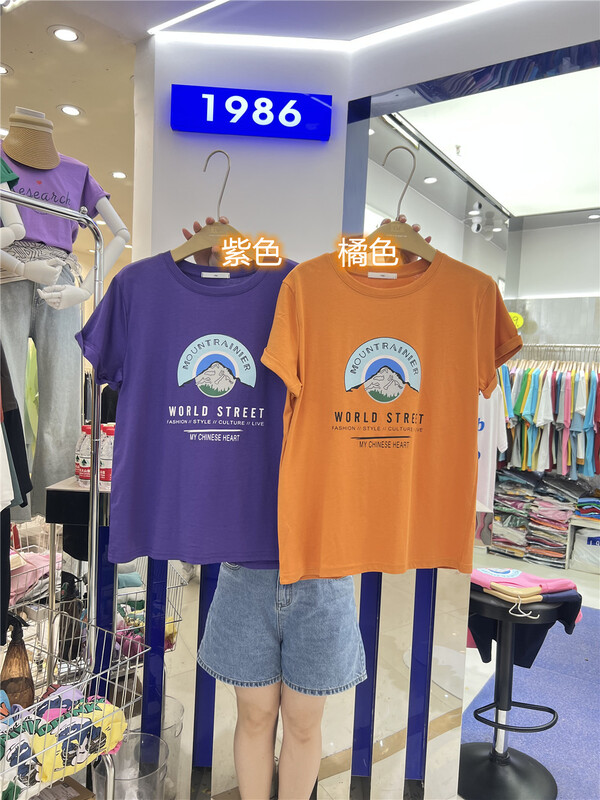 1986
esearch
紫色
橘色
MOUNTRAINIER
WORLD STREET
FASHION // STYLE // CULTURE // LIVE
MY CHINESE HEART
MOUNTRAINIER
WORLD STREET
FASHION // STYLE // CULTURE // LIVE
MY CHINESE HEART